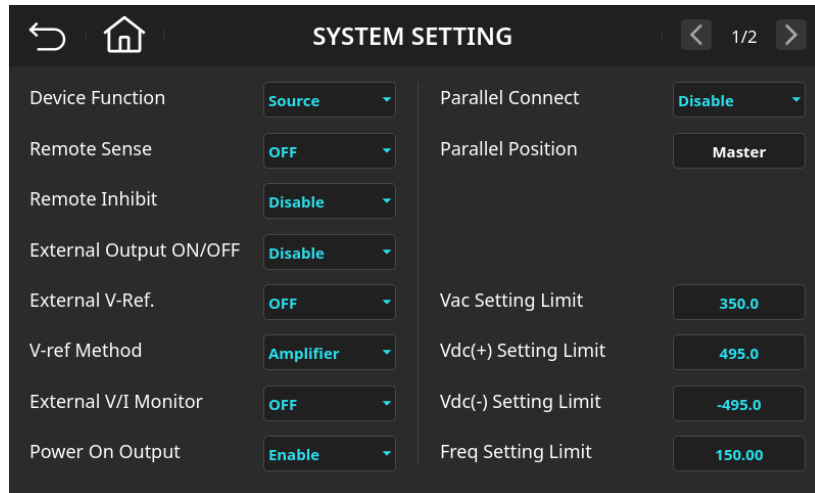 SYSTEM SETTING
1/2
Device Function Source
Remote Sense OFF
Remote Inhibit Disable
External Output ON/OFF Disable
External V-Ref. OFF
V-ref Method Amplifier
External V/I Monitor OFF
Power On Output Enable
Parallel Connect Disable
Parallel Position Master
Vac Setting Limit 350.0
Vdc(+) Setting Limit 495.0
Vdc(-) Setting Limit -495.0
Freq Setting Limit 150.00